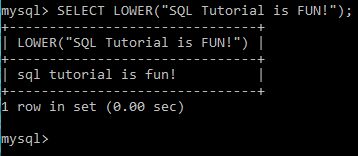 mysql> SELECT LOWER("SQL Tutorial is FUN!");
+-------------------------------+
| LOWER("SQL Tutorial is FUN!") |
+-------------------------------+
| sql tutorial is fun!          |
+-------------------------------+
1 row in set (0.00 sec)
mysql>